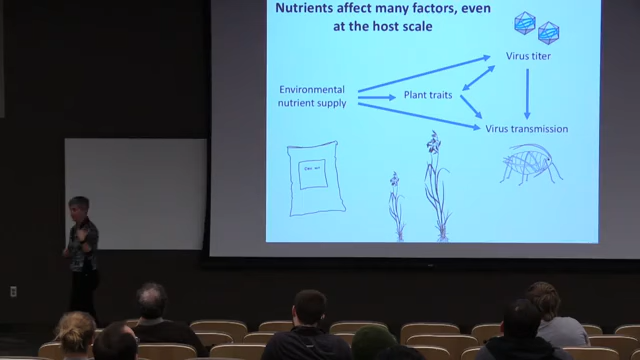 Nutrients affect many factors, even
at the host scale
Virus titer
Environmental
nutrient supply
Plant traits
Virus transmission